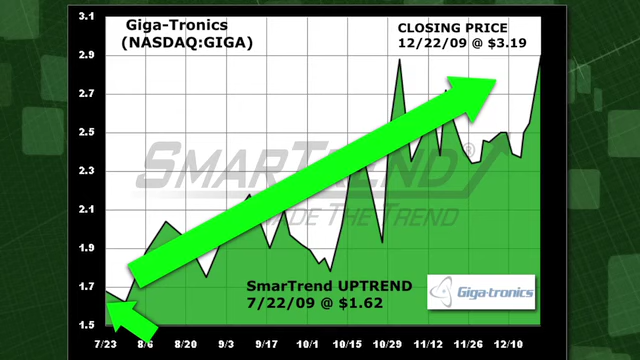 Giga-Tronics
(NASDAQ:GIGA)
CLOSING PRICE
12/22/09 @ $3.19
3.1
2.9
2.7
2.5
2.3
2.1
1.9
1.7
1.5
SMARTREND®
ADE THE TREND
SmarTrend UPTREND
7/22/09 @ $1.62
Giga-tronics
7/23 8/6 8/20 9/3 9/17 10/1 10/15 10/29 11/12 11/26 12/10